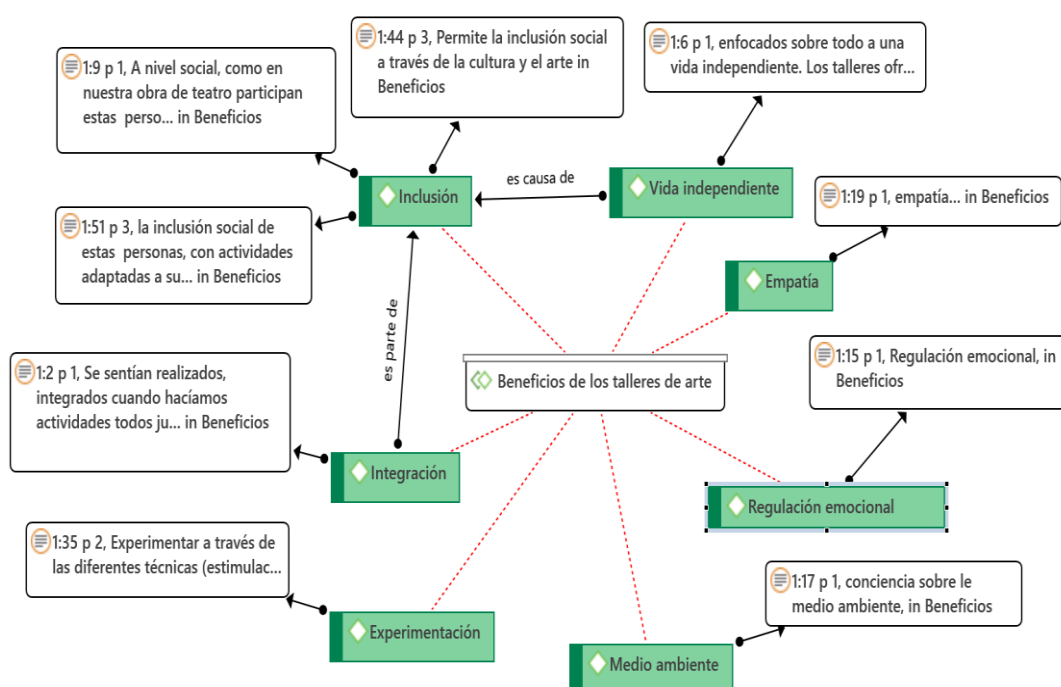 1:44 p 3, Permite la inclusión social
a través de la cultura y el arte in
Beneficios
1:6 p 1, enfocados sobre todo a una
vida independiente. Los talleres ofr...
1:9 p 1, A nivel social, como en
nuestra obra de teatro participan
estas perso... in Beneficios
Inclusión
es causa de
Vida independiente
1:19 p 1, empatía... in Beneficios
1:51 p 3, la inclusión social de
estas personas, con actividades
adaptadas a su... in Beneficios
Empatía
es parte de
Beneficios de los talleres de arte
1:15 p 1, Regulación emocional, in
Beneficios
1:2 p 1, Se sentían realizados,
integrados cuando hacíamos
actividades todos ju... in Beneficios
Integración
Regulación emocional
1:35 p 2, Experimentar a través de
las diferentes técnicas (estimulac...
1:17 p 1, conciencia sobre le
medio ambiente, in Beneficios
Experimentación
Medio ambiente